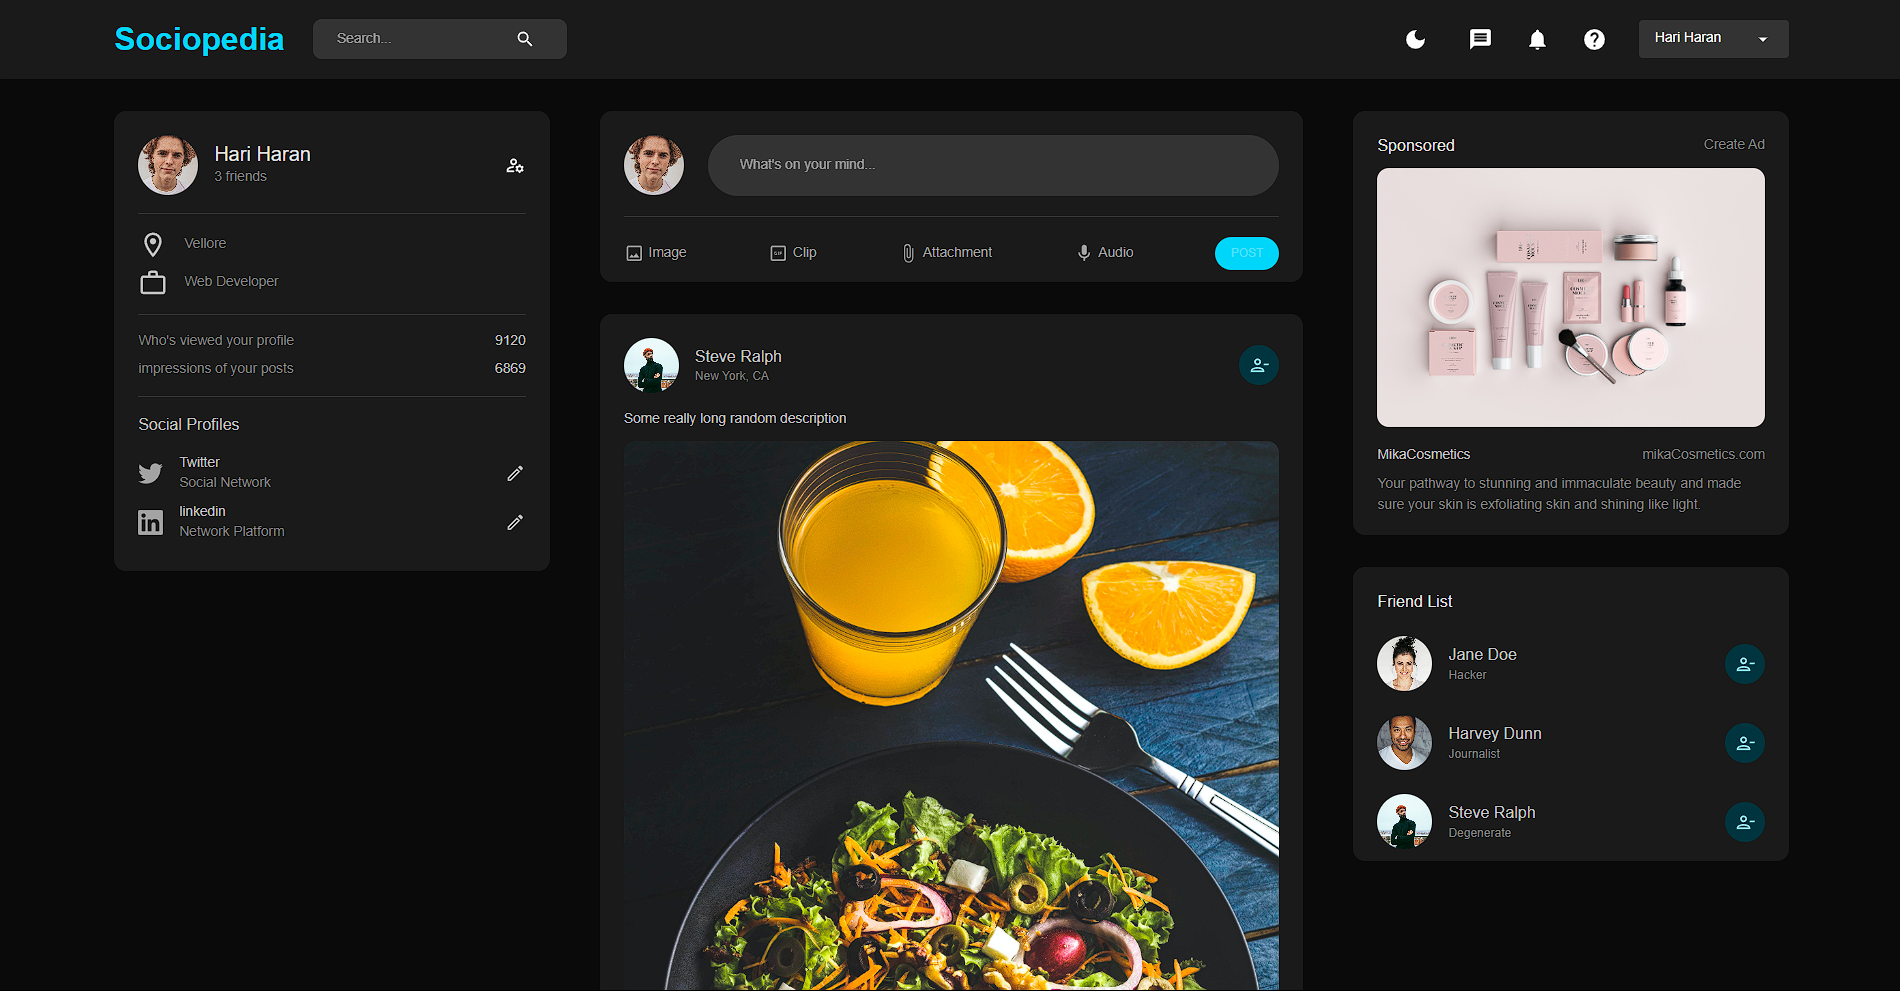 Sociopedia
Search...
Hari Haran
Hari Haran
3 friends
Vellore
Web Developer
Who's viewed your profile 9120
impressions of your posts 6869
Social Profiles
Twitter
Social Network
linkedin
Network Platform
What's on your mind...
Image Clip Attachment Audio POST
Steve Ralph
New York, CA
Some really long random description
Sponsored Create Ad
MikaCosmetics mikaCosmetics.com
Your pathway to stunning and immaculate beauty and made
sure your skin is exfoliating skin and shining like light.
Friend List
Jane Doe
Hacker
Harvey Dunn
Journalist
Steve Ralph
Degenerate